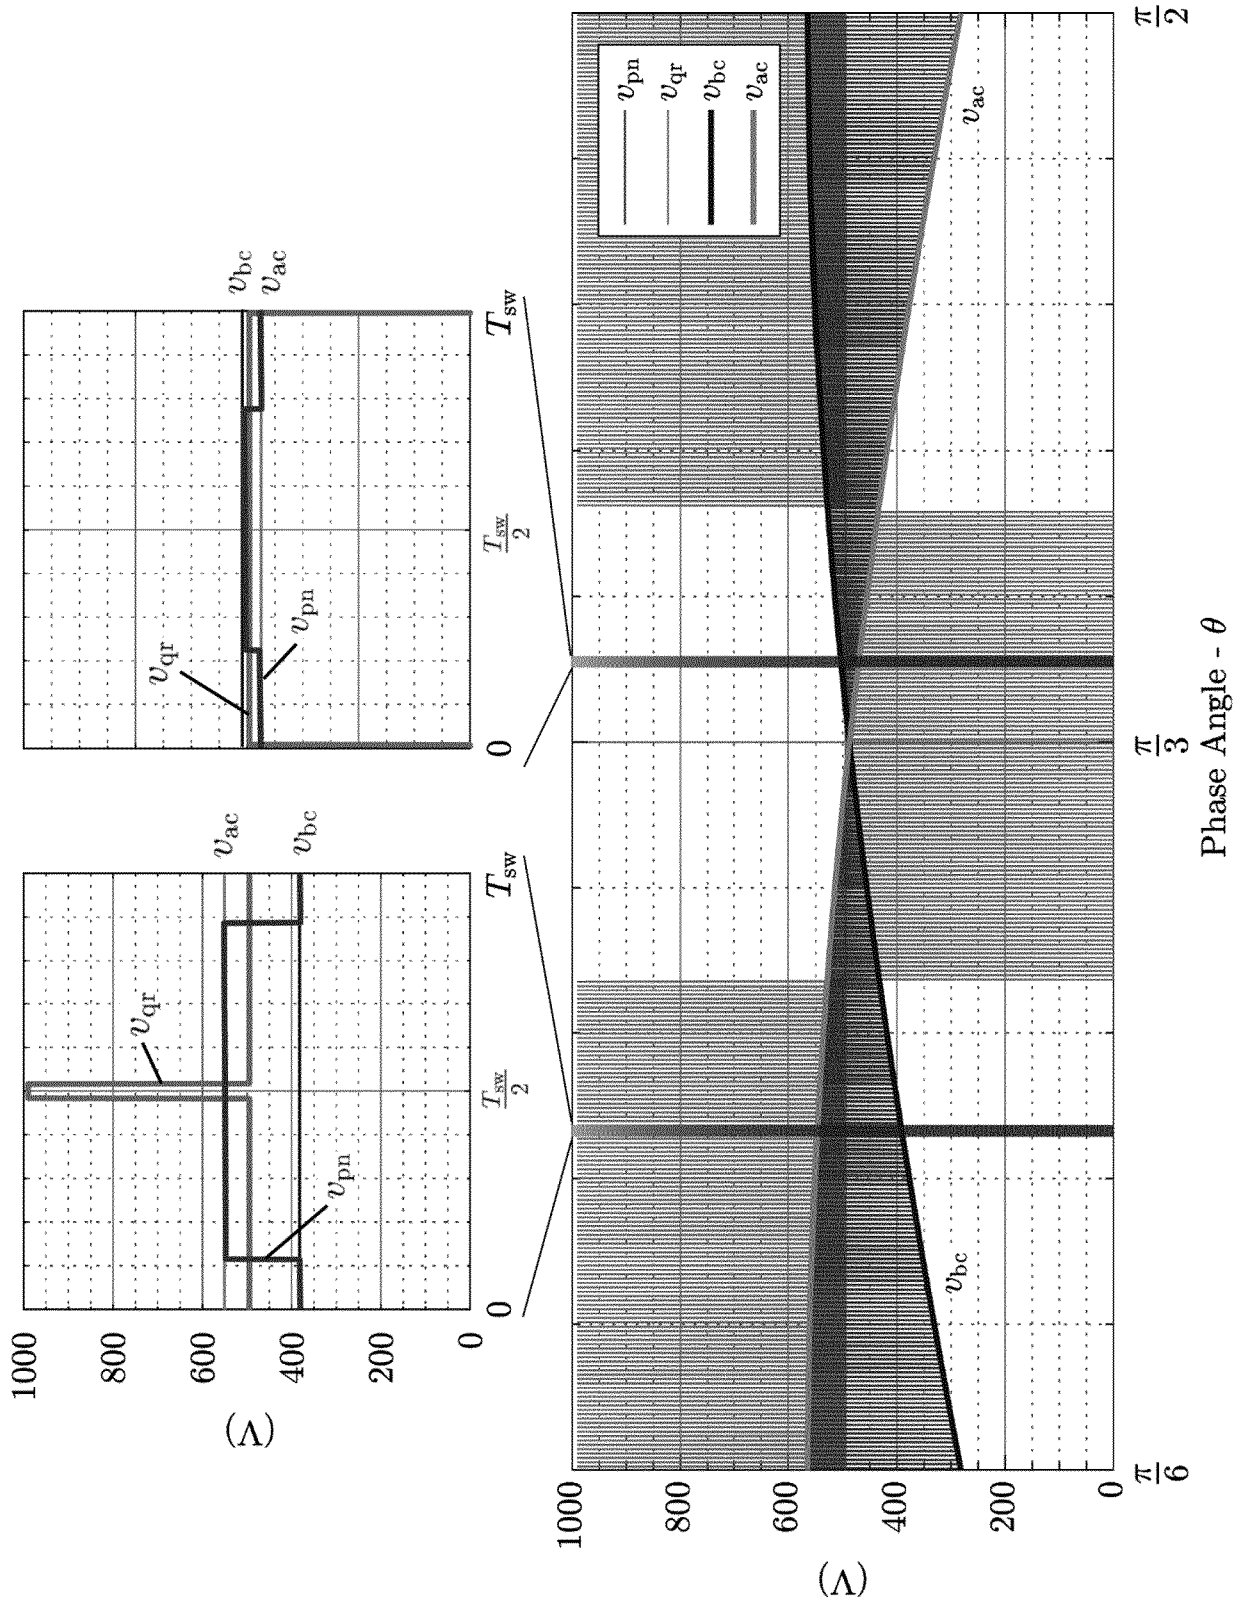 1000
800
600
400
200
0
(V)
v_qr
v_pn
v_ac
v_bc
0
T_sw/2
T_sw
v_qr
v_pn
v_bc
v_ac
0
T_sw/2
T_sw
1000
800
600
400
200
0
(V)
v_pn
v_qr
v_bc
v_ac
v_bc
v_ac
π/6
π/3
π/2
Phase Angle - θ